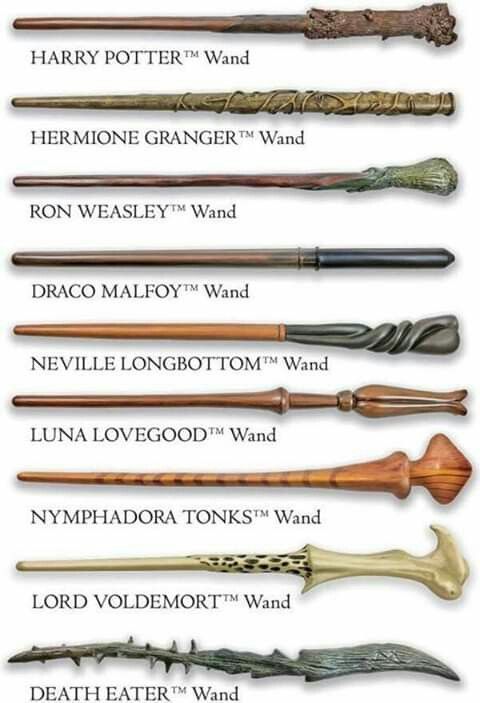 HARRY POTTER™ Wand
HERMIONE GRANGER™ Wand
RON WEASLEY™ Wand
DRACO MALFOY™ Wand
NEVILLE LONGBOTTOM™ Wand
LUNA LOVEGOOD™ Wand
NYMPHADORA TONKS™ Wand
LORD VOLDEMORT™ Wand
DEATH EATER™ Wand